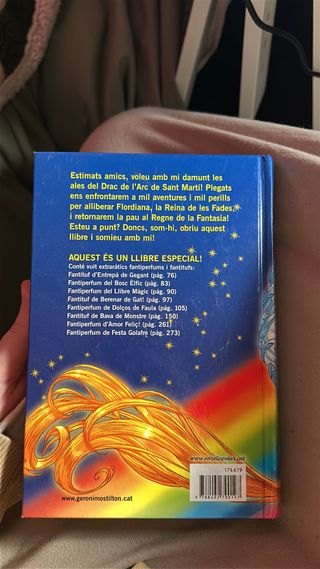 Estimats amics, voleu amb mi damunt les
ales del Drac de l'Arc de Sant Martí! Plegats
ens enfrontarem a mil aventures i mil perills
per alliberar Floridiana, la Reina de les Fades,
i retornarem la pau al Regne de la Fantasia!
Esteu a punt? Doncs, som-hi, obriu aquest
llibre i somieu amb mi!
AQUEST ÉS UN LLIBRE ESPECIAL!
Conté vuit extraràtics fantiperfums i fantitufs:
Fantituf d'Entrepà de Gegant (pàg. 76)
Fantiperfum del Bosc Èlfic (pàg. 83)
Fantiperfum del Llibre Màgic (pàg. 90)
Fantituf de Berenar de Gat! (pàg. 97)
Fantiperfum de Dolços de Faula (pàg. 105)
Fantituf de Bava de Monstre (pàg. 150)
Fantiperfum d'Amor Feliç! (pàg. 261)
Fantiperfum de Festa Golafre (pàg. 273)
www.estrellapolar.cat
174619
www.geronimostilton.cat